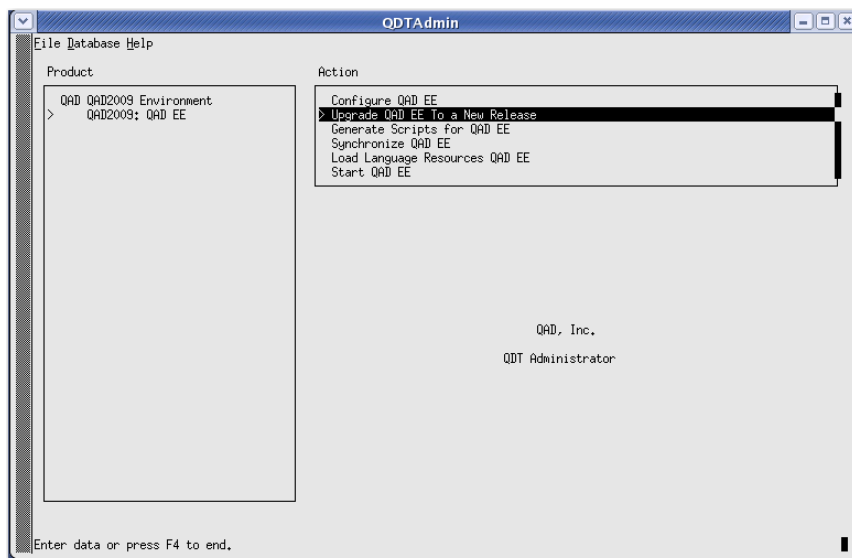 QDTAdmin
File Database Help
Product
QAD QAD2009 Environment
> QAD2009: QAD EE
Action
Configure QAD EE
> Upgrade QAD EE To a New Release
Generate Scripts for QAD EE
Synchronize QAD EE
Load Language Resources QAD EE
Start QAD EE
QAD, Inc.
QDT Administrator
Enter data or press F4 to end.